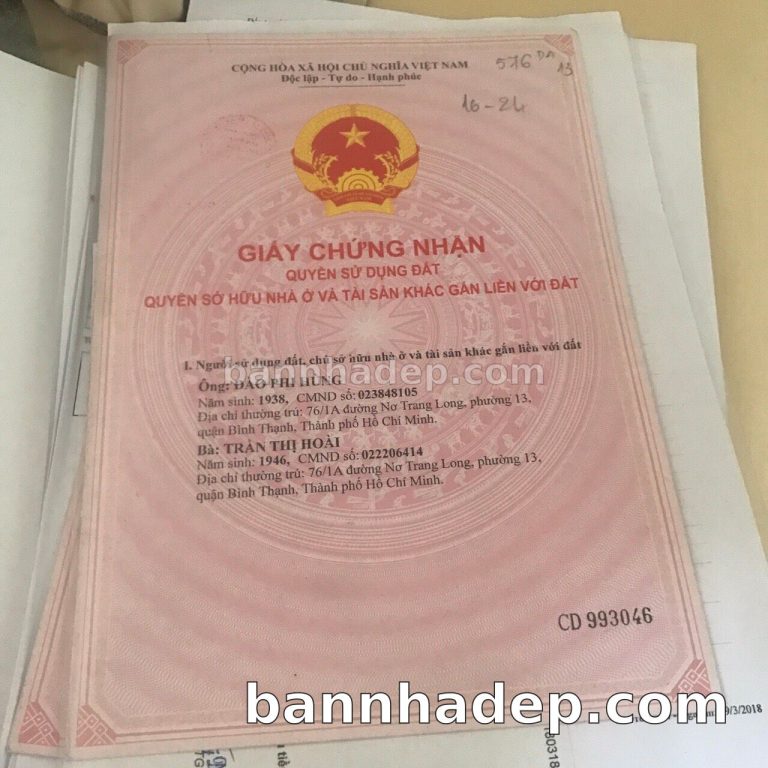 CỘNG HÒA XÃ HỘI CHỦ NGHĨA VIỆT NAM
Độc lập - Tự do - Hạnh phúc
576 DA 13
16-24
GIẤY CHỨNG NHẬN
QUYỀN SỬ DỤNG ĐẤT
QUYỀN SỞ HỮU NHÀ Ở VÀ TÀI SẢN KHÁC GẮN LIỀN VỚI ĐẤT
I. Người sử dụng đất, chủ sở hữu nhà ở và tài sản khác gắn liền với đất
bannhadep.com
Ông: ĐÀO PHI HÙNG
Năm sinh: 1938, CMND số: 023848105
Địa chỉ thường trú: 76/1A đường Nơ Trang Long, phường 13,
quận Bình Thạnh, Thành phố Hồ Chí Minh.
Bà: TRẦN THỊ HOÀI
Năm sinh: 1946, CMND số: 022206414
Địa chỉ thường trú: 76/1A đường Nơ Trang Long, phường 13,
quận Bình Thạnh, Thành phố Hồ Chí Minh.
CD 993046
bannhadep.com
9/3/2018